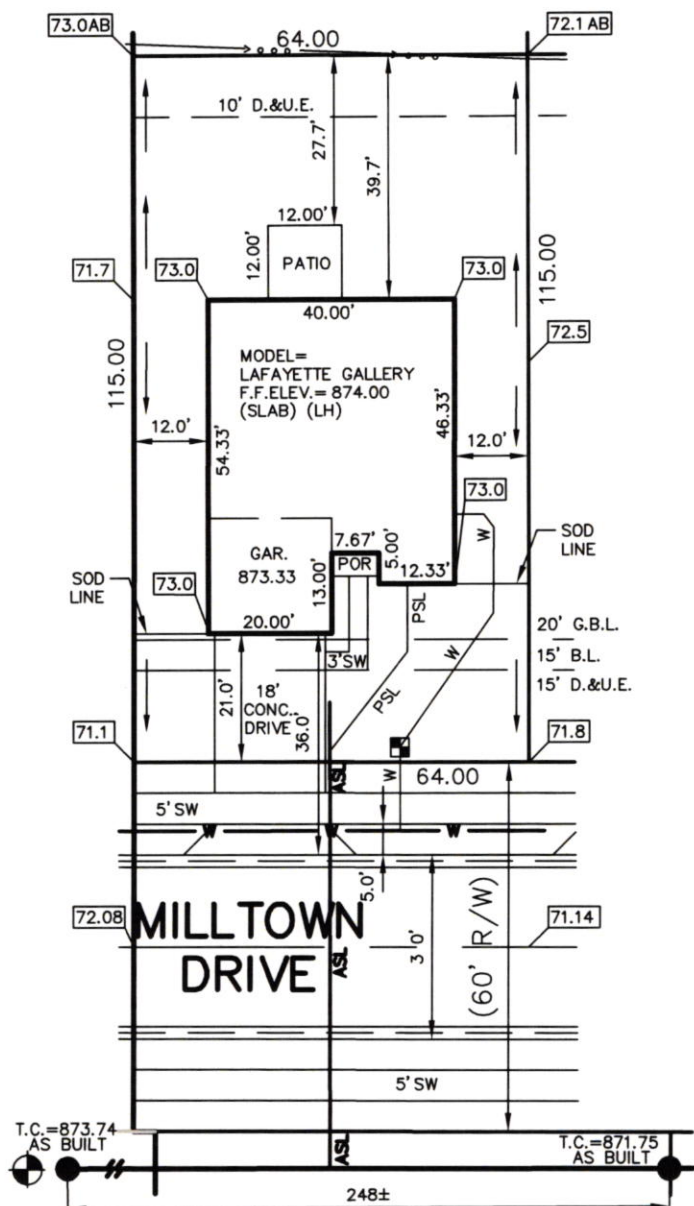 73.0AB
64.00
72.1 AB
10' D.&U.E.
27.7'
39.7'
12.00'
12.00'
PATIO
71.7
73.0
73.0
40.00'
115.00
115.00
MODEL=
LAFAYETTE GALLERY
F.F.ELEV.= 874.00
(SLAB) (LH)
72.5
12.0'
54.33'
46.33'
12.0'
73.0
W
GAR.
873.33
7.67'
5.00'
POR
12.33'
SOD
LINE
SOD
LINE
73.0
13.00'
20.00'
PSL
20' G.B.L.
15' B.L.
15' D.&U.E.
3'SW
W
21.0'
18'
CONC.
DRIVE
36.0'
PSL
71.1
71.8
ASL
W
64.00
5' SW
W
W
W
5.0'
72.08
MILLTOWN
DRIVE
71.14
ASL
30'
(60' R/W)
5' SW
T.C.=873.74
AS BUILT
ASL
T.C.=871.75
AS BUILT
248±